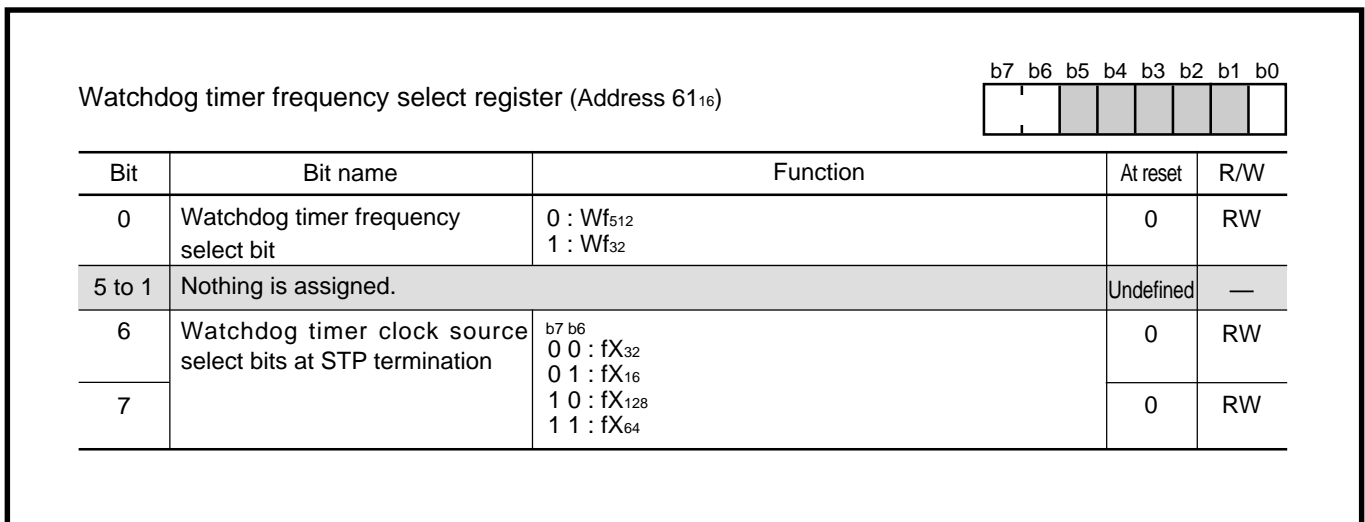 b7 b6 b5 b4 b3 b2 b1 b0
Watchdog timer frequency select register (Address 61₁₆)
Bit Bit name Function At reset R/W
0 Watchdog timer frequency 0 : Wf₅₁₂ 0 RW
select bit 1 : Wf₃₂
5 to 1 Nothing is assigned. Undefined —
6 Watchdog timer clock source b7 b6 0 RW
select bits at STP termination 0 0 : fX₃₂
0 1 : fX₁₆
7 1 0 : fX₁₂₈ 0 RW
1 1 : fX₆₄